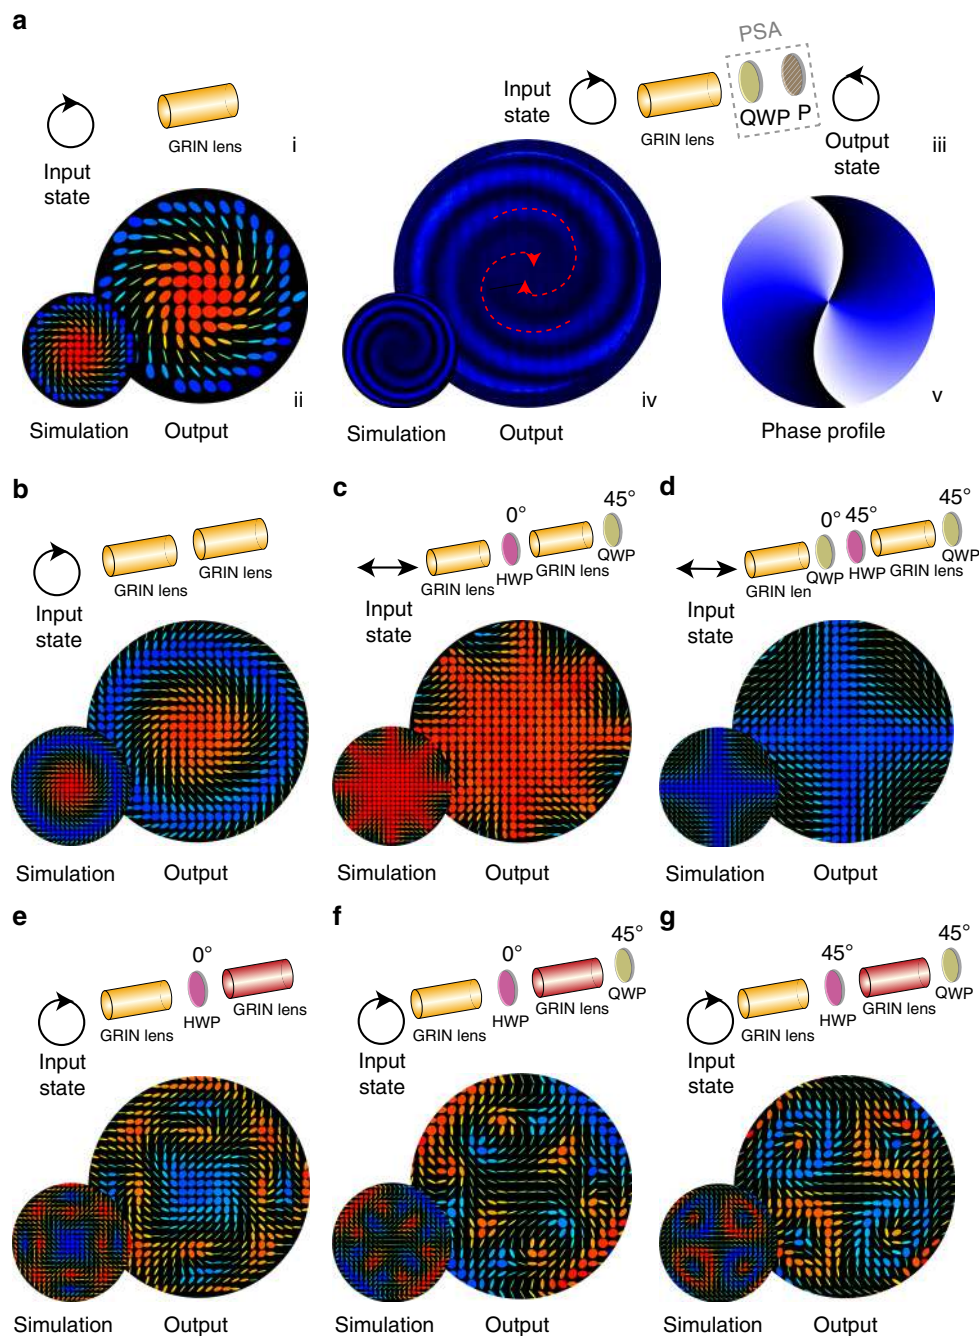 a
PSA
Input
state
QWP P
GRIN lens
GRIN lens
i
Input
state
Output
state
iii
ii
iv
v
Simulation Output
Simulation Output
Phase profile
b
c
d
45°
0°
QWP
GRIN lens
HWP
GRIN lens
45°
0° 45°
QWP
GRIN len
QWP
HWP
GRIN lens
GRIN lens
GRIN lens
Input
state
Input
state
Input
state
Simulation Output
Simulation Output
Simulation Output
e
f
g
0°
GRIN lens
HWP
GRIN lens
0°
45°
QWP
GRIN lens
HWP
GRIN lens
45°
45°
QWP
GRIN lens
HWP
GRIN lens
Input
state
Input
state
Input
state
Simulation Output
Simulation Output
Simulation Output